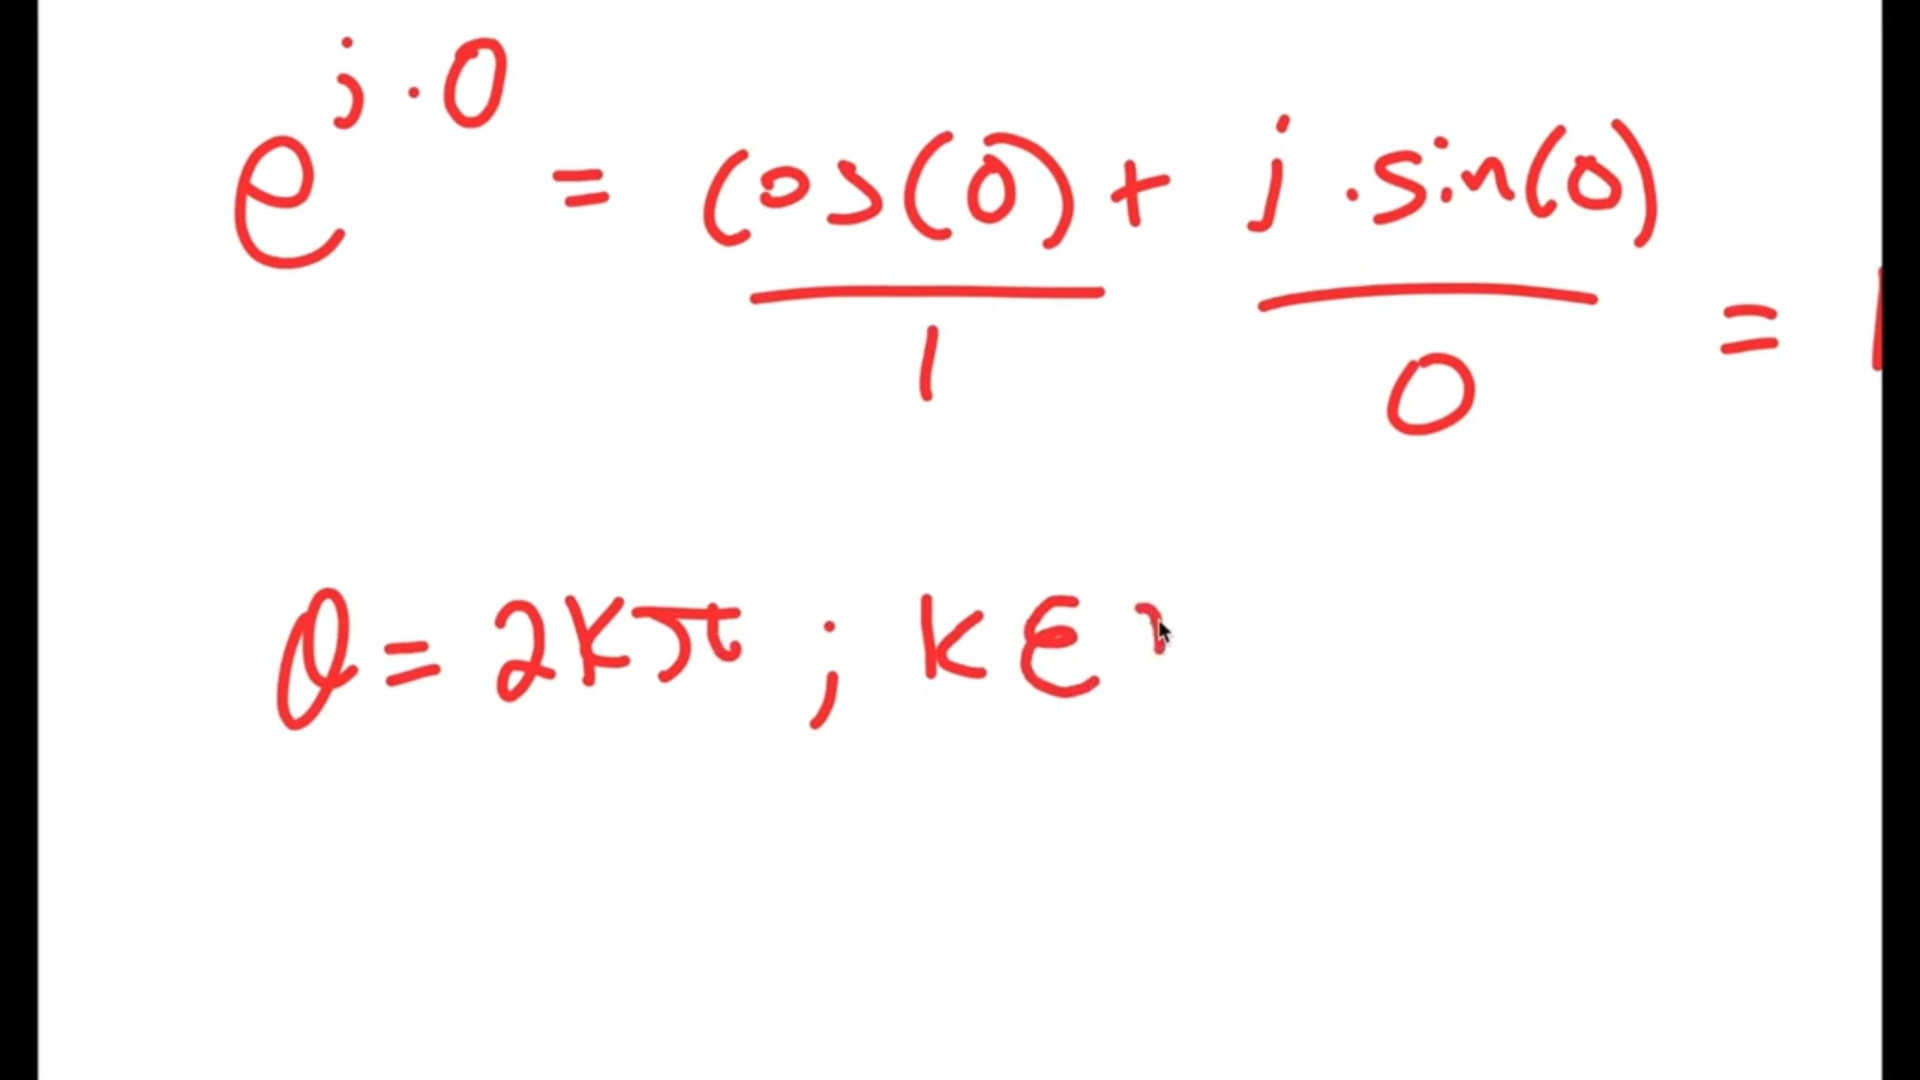 e^{j·0} = cos(0) + j·sin(0)
1 0 = 1
θ = 2kπ ; k ∈